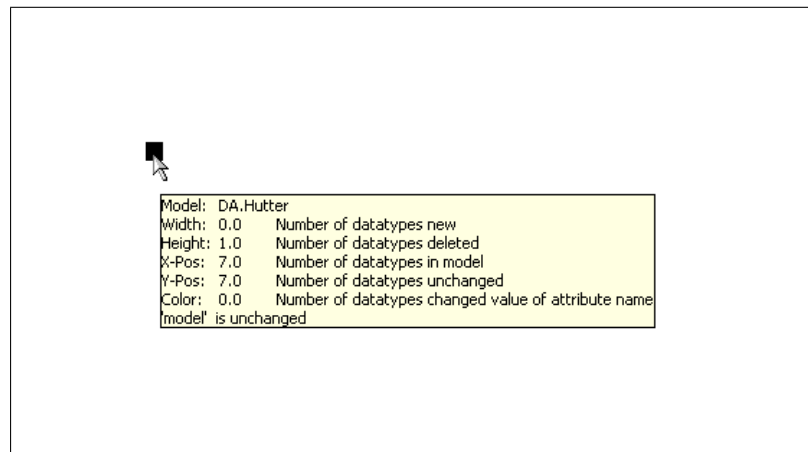 Model: DA.Hutter
Width: 0.0 Number of datatypes new
Height: 1.0 Number of datatypes deleted
X-Pos: 7.0 Number of datatypes in model
Y-Pos: 7.0 Number of datatypes unchanged
Color: 0.0 Number of datatypes changed value of attribute name
'model' is unchanged